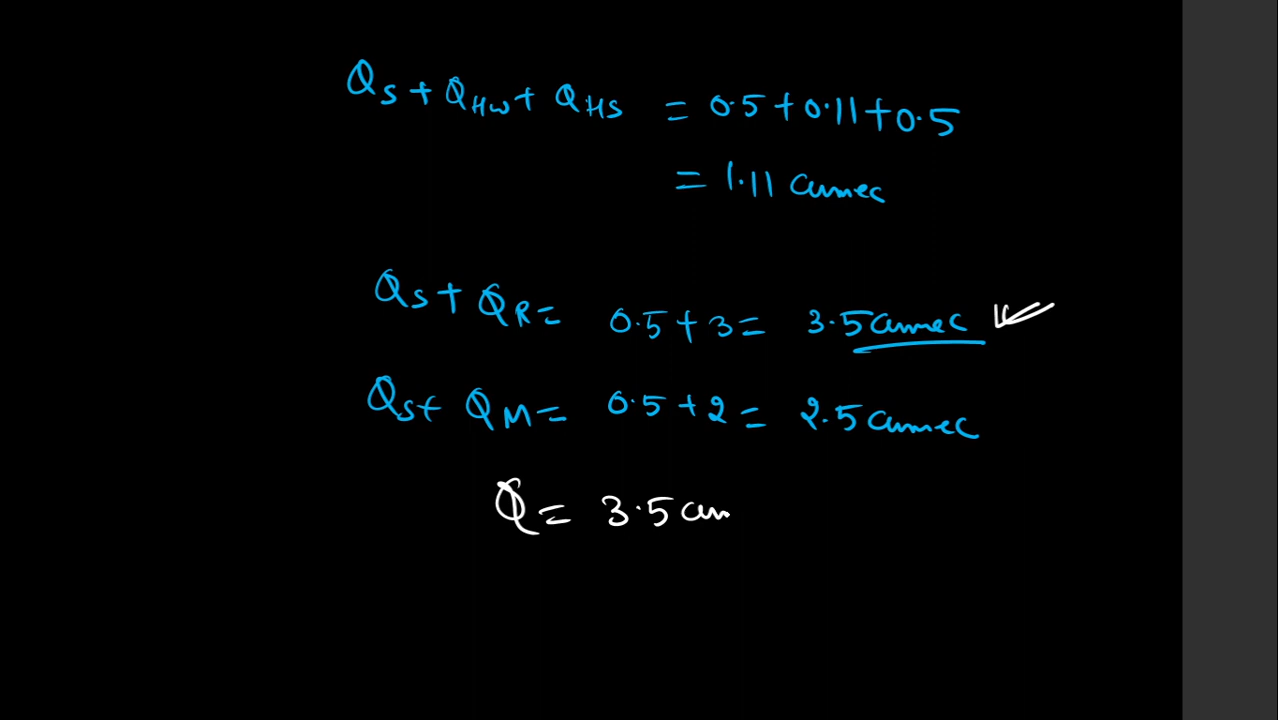 Qs + QHW + QHS = 0.5 + 0.11 + 0.5
= 1.11 cumec
Qs + QR = 0.5 + 3 = 3.5 cumec
Qs + QM = 0.5 + 2 = 2.5 cumec
Q = 3.5 cum